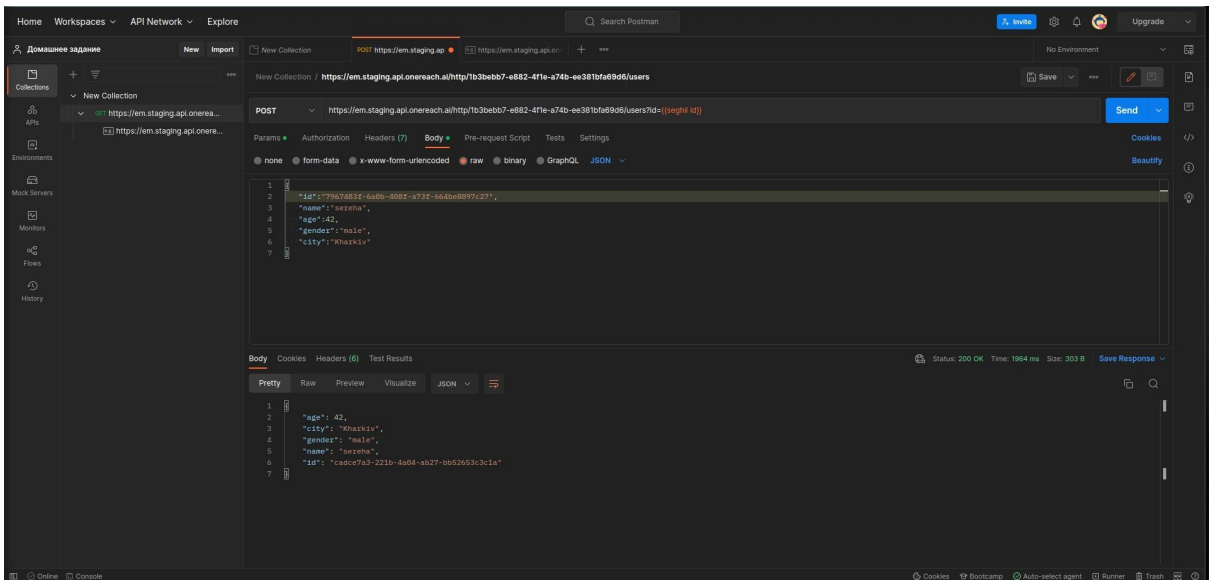 Home Workspaces API Network Explore Search Postman Invite Upgrade
Домашнее задание New Import New Collection POST https://em.staging.ap e.g. https://em.staging.api.on No Environment
Collections
APIs
Environments
Mock Servers
Monitors
Flows
History
New Collection
GET https://em.staging.api.onerea...
e.g. https://em.staging.api.onere...
New Collection / https://em.staging.api.onereach.ai/http/1b3bebb7-e882-4f1e-a74b-ee381bfa69d6/users Save
POST https://em.staging.api.onereach.ai/http/1b3bebb7-e882-4f1e-a74b-ee381bfa69d6/users?id={{seghii id}} Send
Params Authorization Headers (7) Body Pre-request Script Tests Settings Cookies
none form-data x-www-form-urlencoded raw binary GraphQL JSON Beautify
1 {
2 "id":"7967483f-6a0b-408f-a73f-664be8897c27",
3 "name":"sereha",
4 "age":42,
5 "gender":"male",
6 "city":"Kharkiv"
7 }
Body Cookies Headers (6) Test Results Status: 200 OK Time: 1964 ms Size: 303 B Save Response
Pretty Raw Preview Visualize JSON
1 {
2 "age": 42,
3 "city": "Kharkiv",
4 "gender": "male",
5 "name": "sereha",
6 "id": "cadce7a3-221b-4a04-ab27-bb52653c3c1a"
7 }
Online Console Cookies Bootcamp Auto-select agent Runner Trash